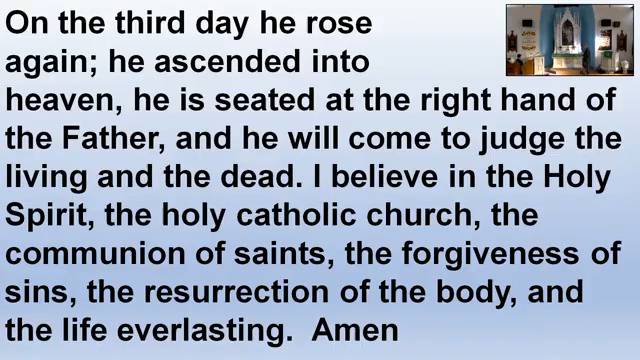 On the third day he rose
again; he ascended into
heaven, he is seated at the right hand of
the Father, and he will come to judge the
living and the dead. I believe in the Holy
Spirit, the holy catholic church, the
communion of saints, the forgiveness of
sins, the resurrection of the body, and
the life everlasting.  Amen